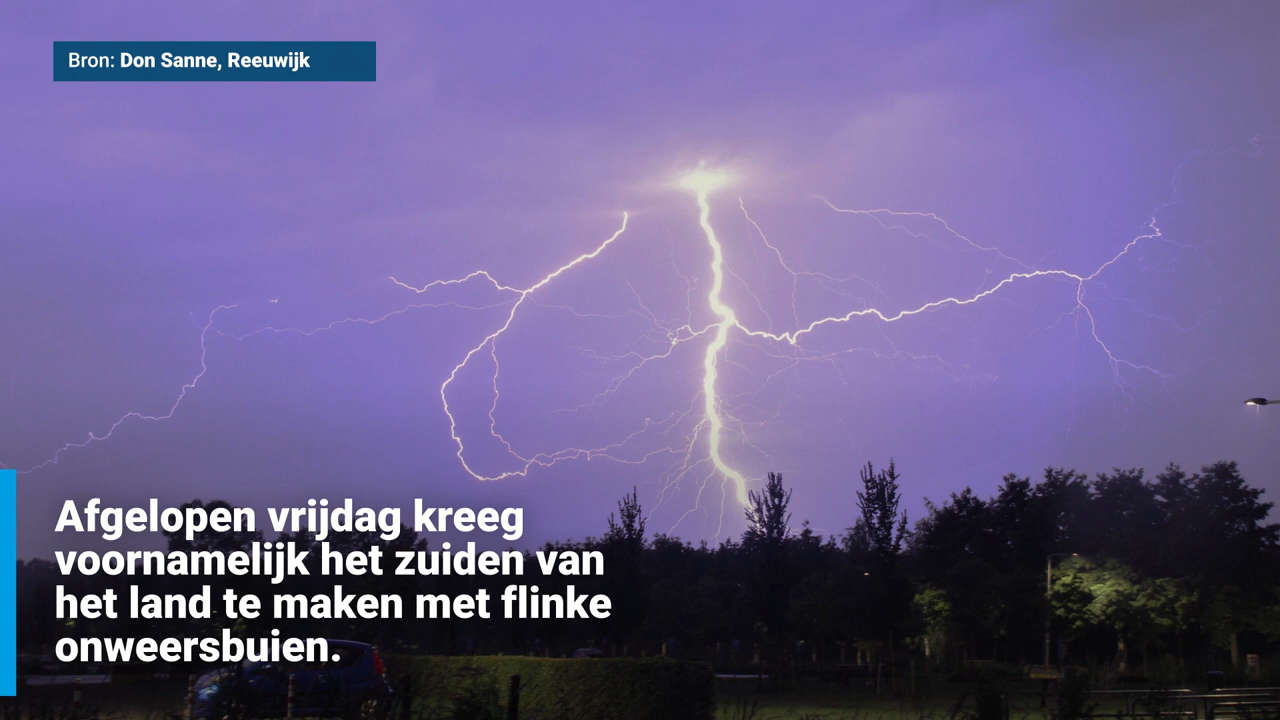 Bron: Don Sanne, Reeuwijk
Afgelopen vrijdag kreeg
voornamelijk het zuiden van
het land te maken met flinke
onweersbuien.